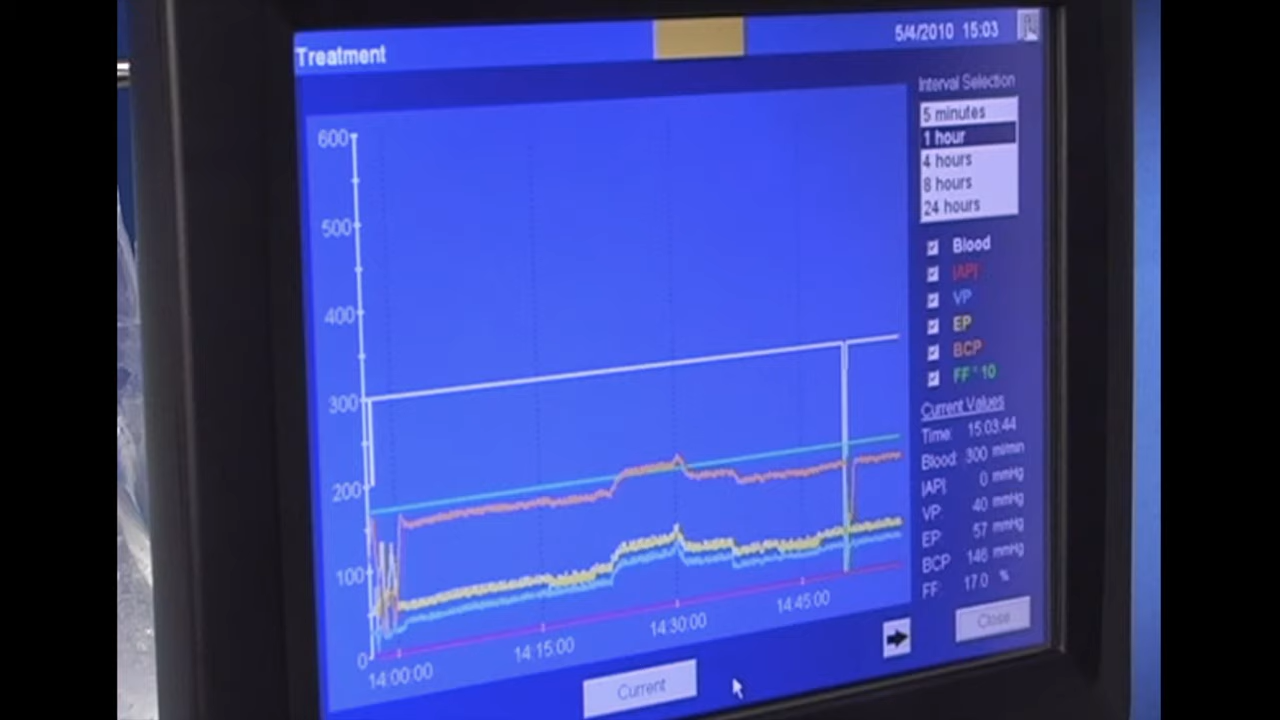 Treatment
5/4/2010 15:03
Interval Selection
5 minutes
1 hour
4 hours
8 hours
24 hours
600
500
400
300
200
100
0
14:00:00
14:15:00
14:30:00
14:45:00
Blood
|AP|
VP
EP
BCP
FF * 10
Current Values
Time: 15:03:44
Blood: 300 ml/min
|AP|: 0 mmHg
VP: 40 mmHg
EP: 57 mmHg
BCP: 146 mmHg
FF: 17.0 %
Current
Close